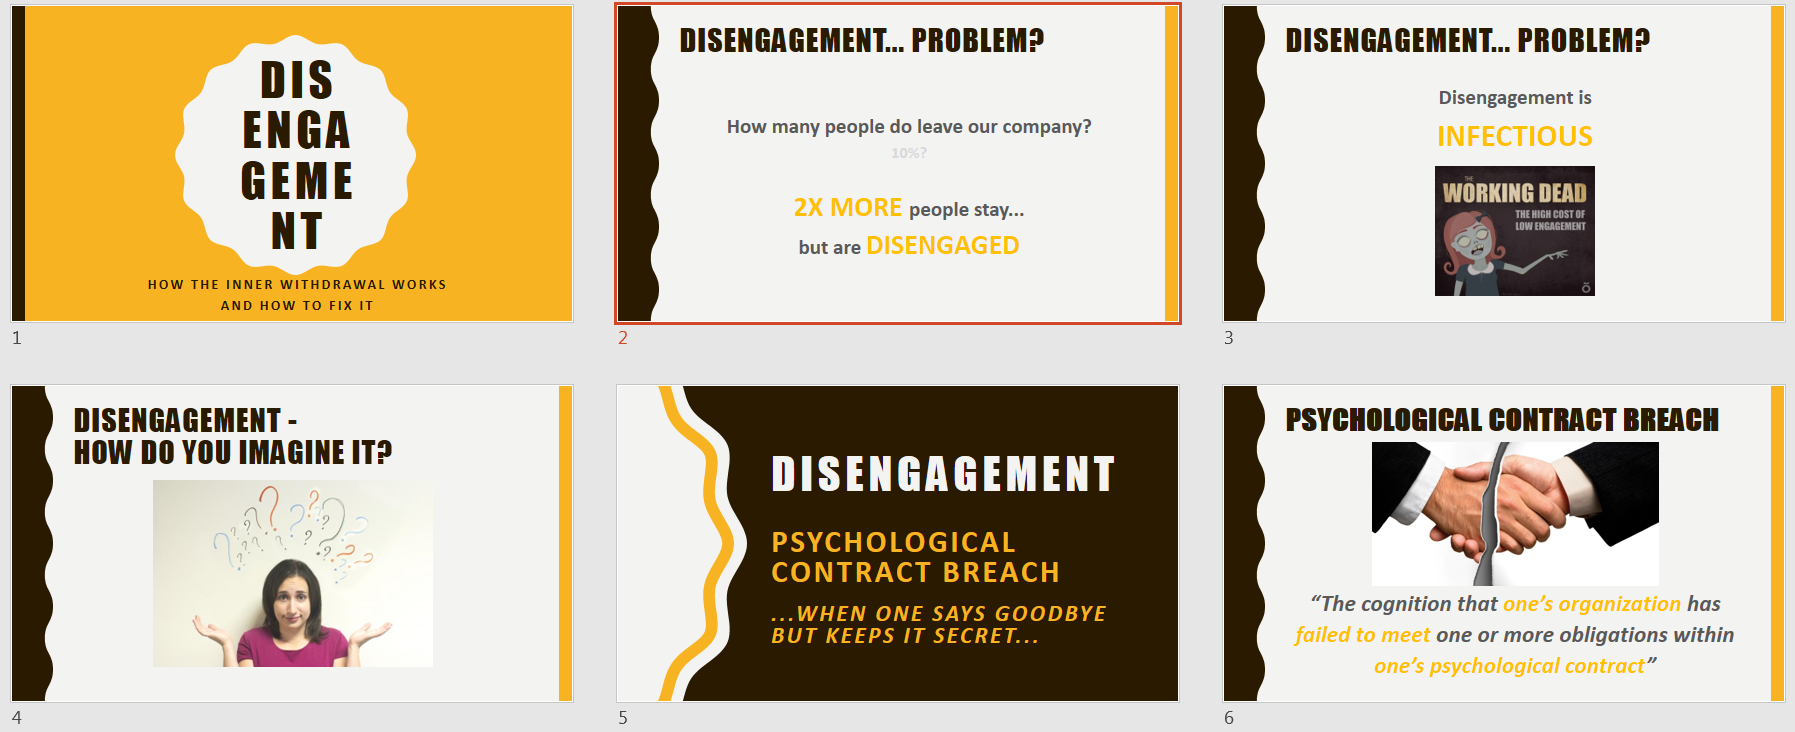 DIS
ENGA
GEME
NT
HOW THE INNER WITHDRAWAL WORKS
AND HOW TO FIX IT
1
DISENGAGEMENT... PROBLEM?
How many people do leave our company?
10%?
2X MORE people stay...
but are DISENGAGED
2
DISENGAGEMENT... PROBLEM?
Disengagement is
INFECTIOUS
THE
WORKING DEAD
THE HIGH COST OF
LOW ENGAGEMENT
3
DISENGAGEMENT -
HOW DO YOU IMAGINE IT?
4
DISENGAGEMENT
PSYCHOLOGICAL
CONTRACT BREACH
...WHEN ONE SAYS GOODBYE
BUT KEEPS IT SECRET...
5
PSYCHOLOGICAL CONTRACT BREACH
“The cognition that one’s organization has
failed to meet one or more obligations within
one’s psychological contract”
6